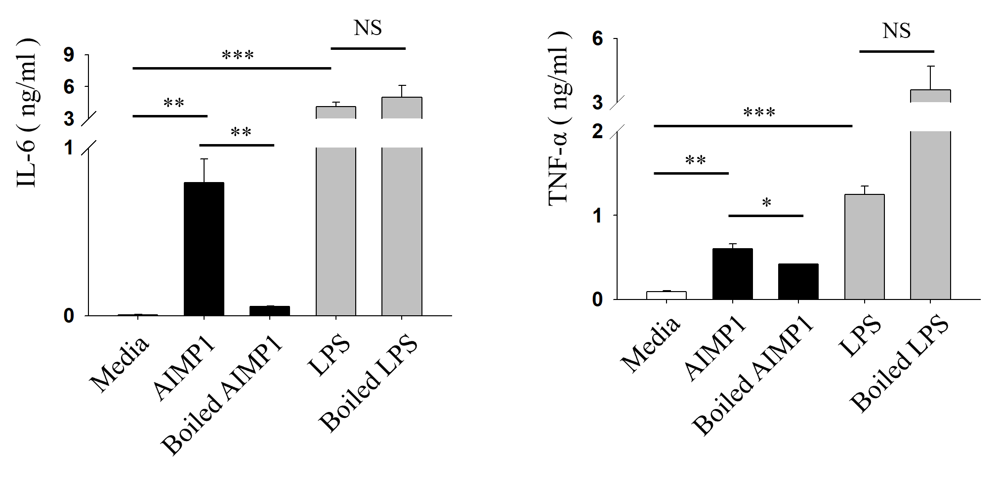 IL-6 ( ng/ml )
9
6
3
1
0
NS
***
**
**
Media
AIMP1
Boiled AIMP1
LPS
Boiled LPS
TNF-α ( ng/ml )
6
3
2
1
0
NS
***
**
*
Media
AIMP1
Boiled AIMP1
LPS
Boiled LPS